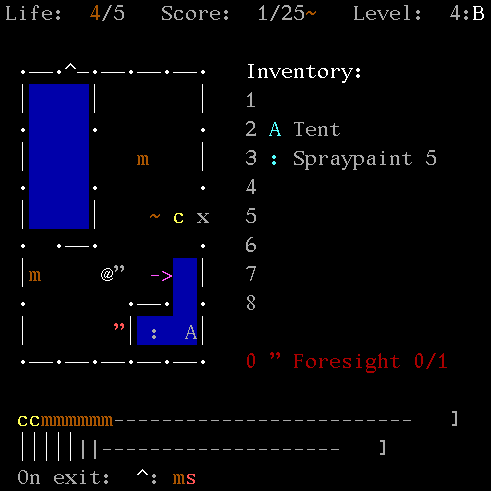 Life:  4/5   Score:  1/25~   Level:  4:B
·——·^·——·——·——·   Inventory:
|     |        |   1
·     ·        ·   2 A Tent
|     |   m    |   3 : Spraypaint 5
·     ·        ·   4
|     |    ~ c x   5
·  ·——·        ·   6
|m     @”  ->  |   7
·        ·——·  ·   8
|       ”| :  A|
·——·——·——·——·——·   0 ” Foresight 0/1
ccmmmmmm-------------------------   ]
|||||||--------------------   ]
On exit:  ^: ms